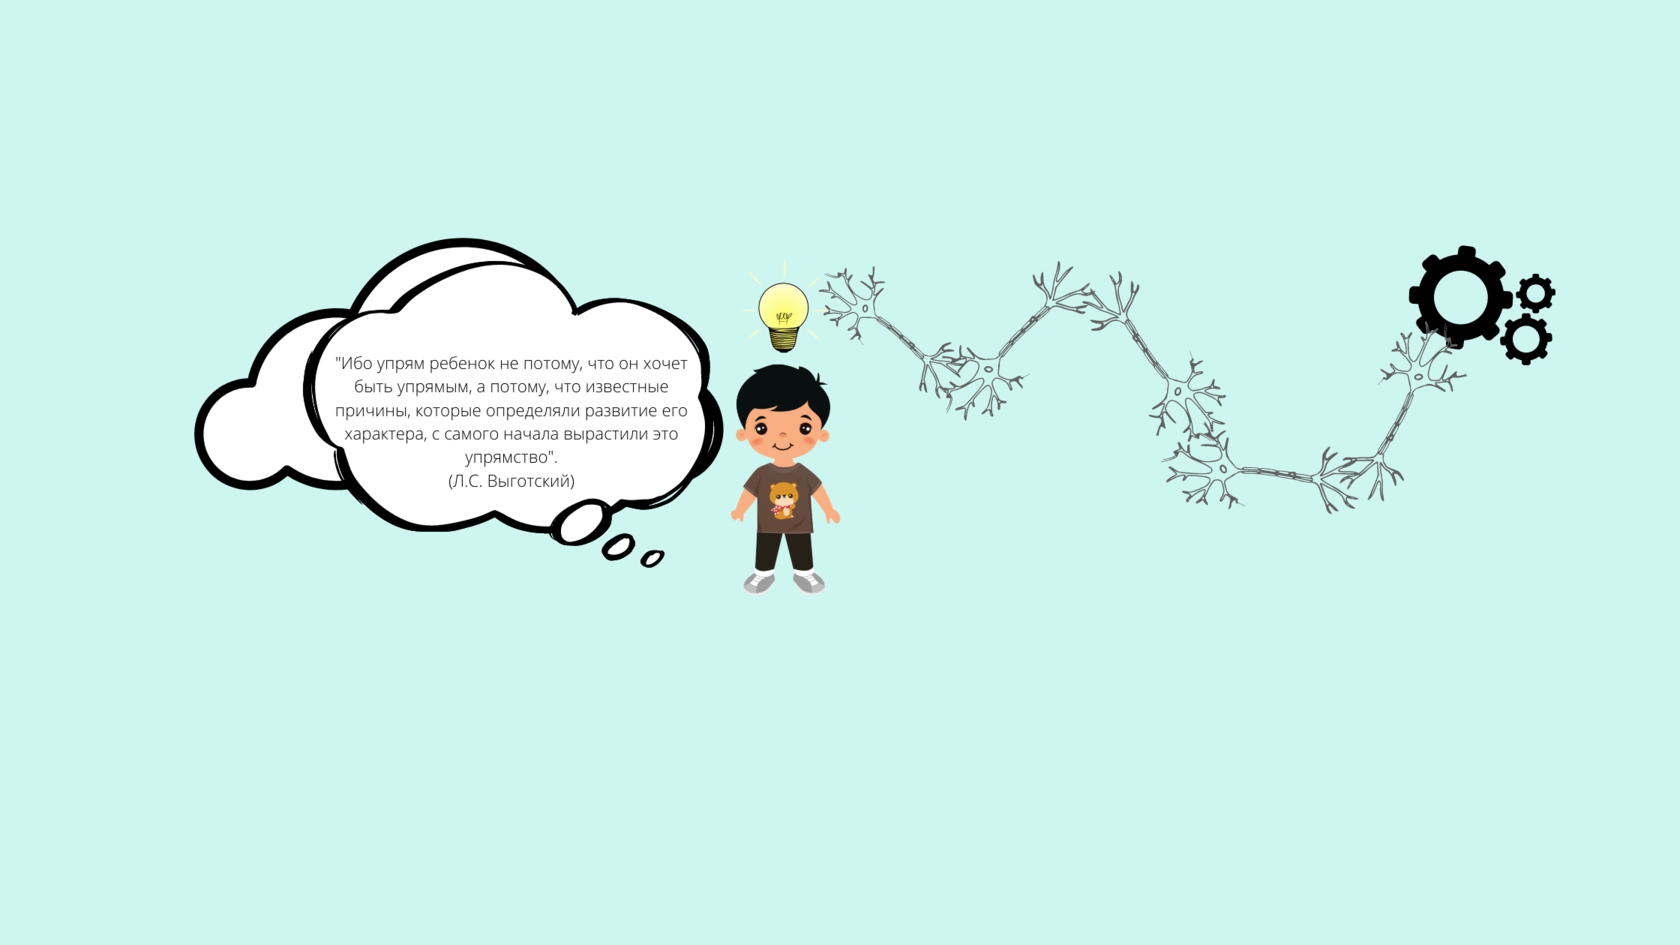 "Ибо упрям ребенок не потому, что он хочет
быть упрямым, а потому, что известные
причины, которые определяли развитие его
характера, с самого начала вырастили это
упрямство".
(Л.С. Выготский)